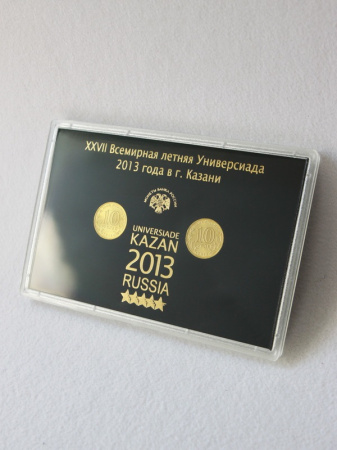 XXVII Всемирная летняя Универсиада
2013 года в г. Казани
10
10
UNIVERSIADE
KAZAN
2013
RUSSIA